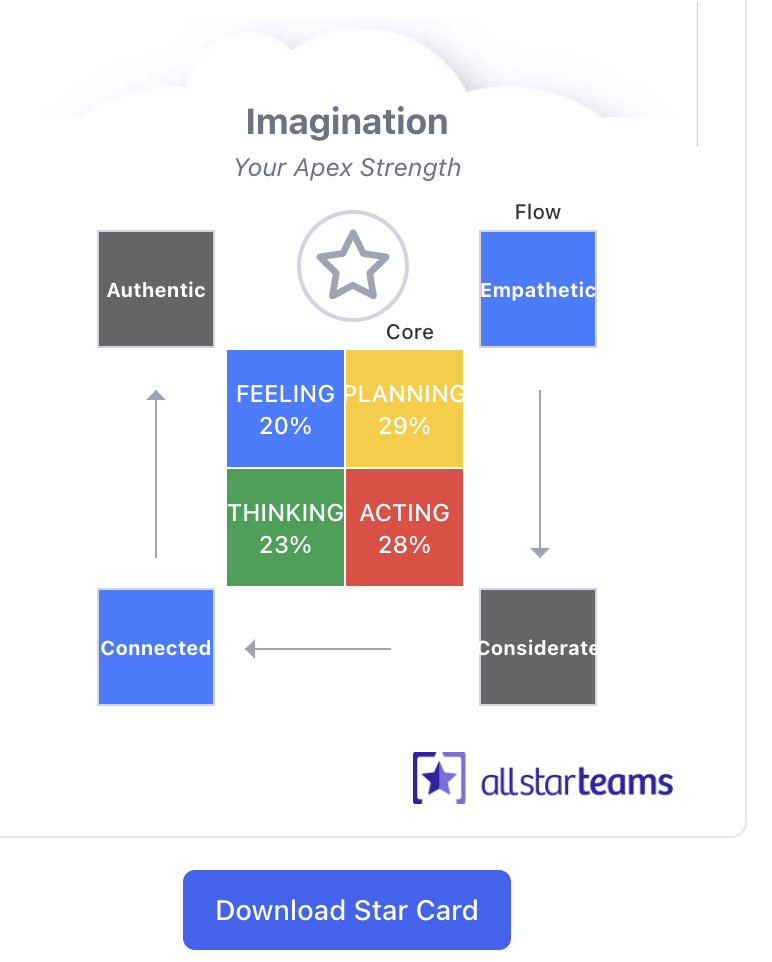 Imagination
Your Apex Strength
Flow
Authentic
Empathetic
Core
FEELING
20%
PLANNING
29%
THINKING
23%
ACTING
28%
Connected
Considerate
allstarteams
Download Star Card